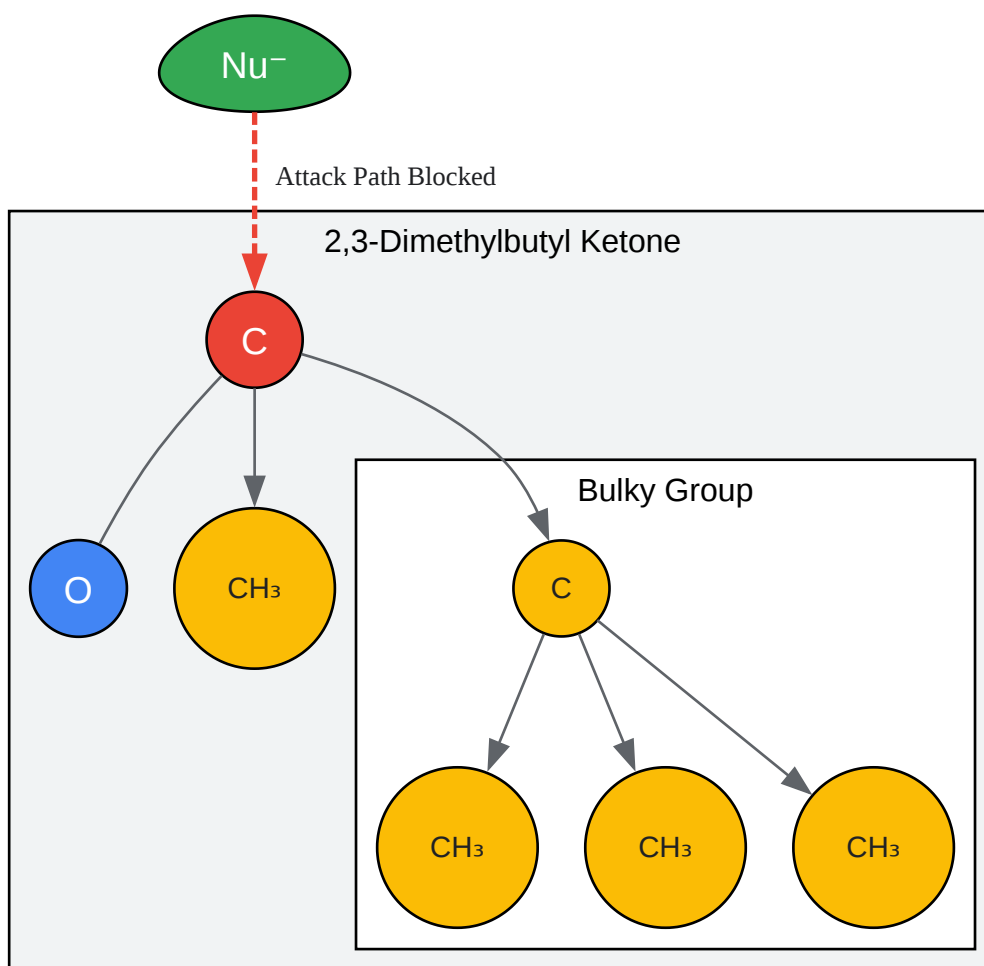 Nu⁻
Attack Path Blocked
2,3-Dimethylbutyl Ketone
C
Bulky Group
O
CH₃
C
CH₃
CH₃
CH₃